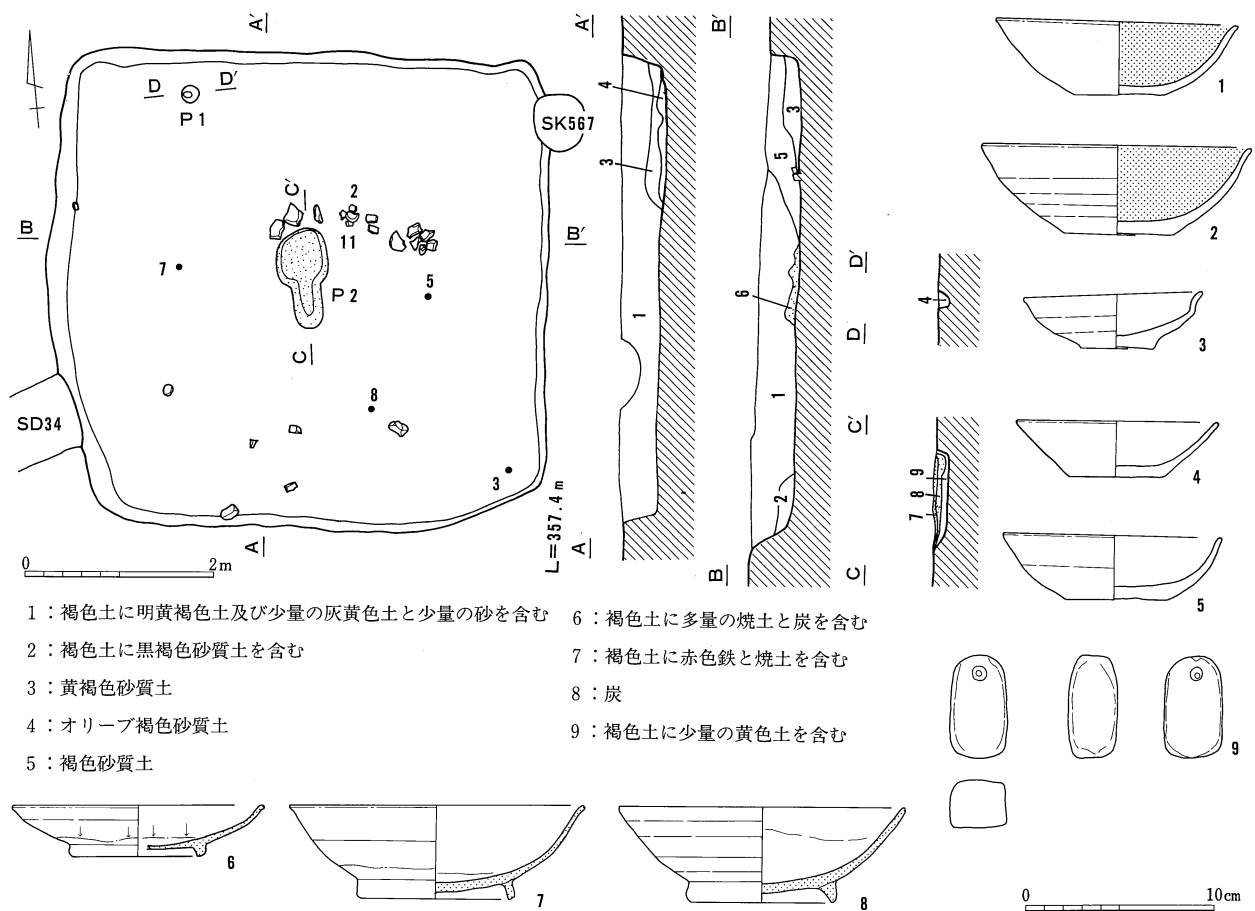 A'
D
D'
P 1
SK567
C'
2
11
B
B'
7
P 2
5
C
SD34
8
3
A
L=357.4m
0
2m
A'
4
3
1
A
B'
3
5
6
1
2
B
D'
4
D
C'
9
8
7
C
1
2
3
4
5
1：褐色土に明黄褐色土及び少量の灰黄色土と少量の砂を含む
2：褐色土に黒褐色砂質土を含む
3：黄褐色砂質土
4：オリーブ褐色砂質土
5：褐色砂質土
6：褐色土に多量の焼土と炭を含む
7：褐色土に赤色鉄と焼土を含む
8：炭
9：褐色土に少量の黄色土を含む
9
6
7
8
0
10cm